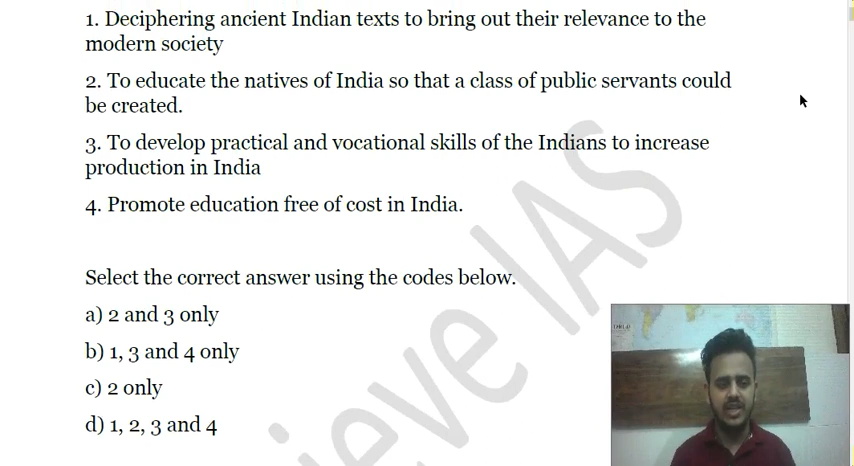 1. Deciphering ancient Indian texts to bring out their relevance to the
modern society
2. To educate the natives of India so that a class of public servants could
be created.
3. To develop practical and vocational skills of the Indians to increase
production in India
4. Promote education free of cost in India.
Select the correct answer using the codes below.
a) 2 and 3 only
b) 1, 3 and 4 only
c) 2 only
d) 1, 2, 3 and 4
ieve IAS